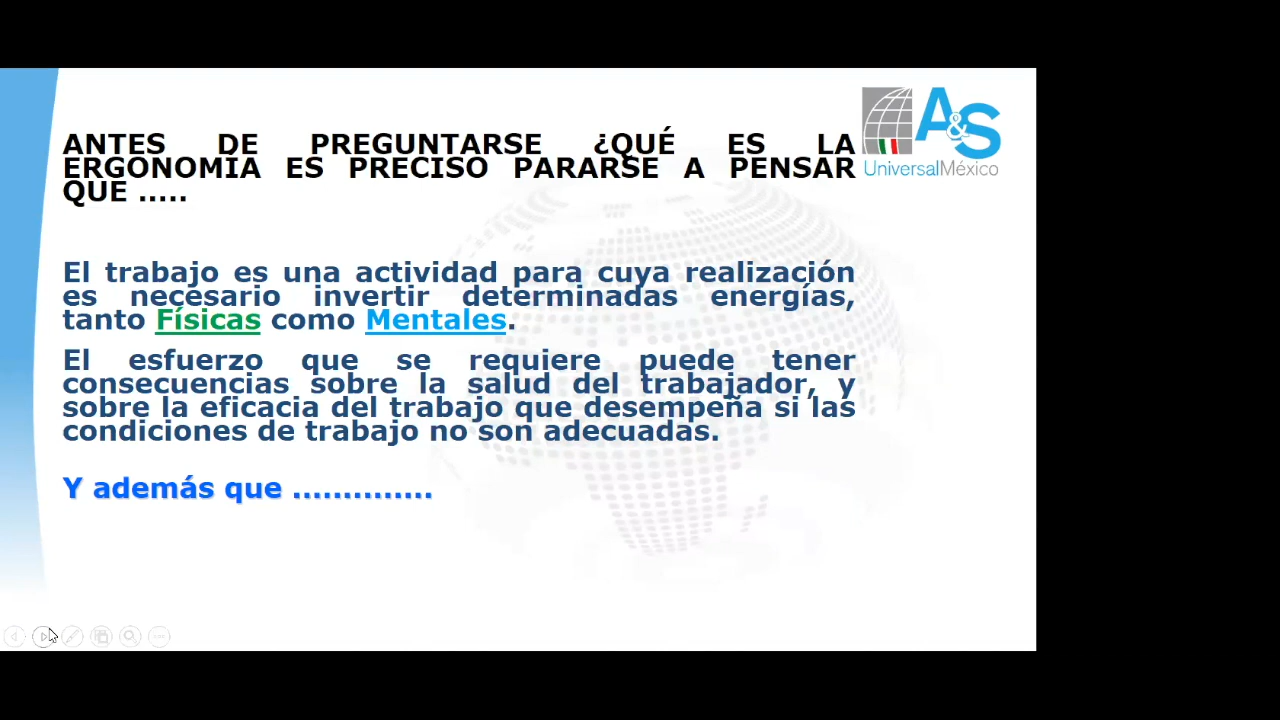 ANTES DE PREGUNTARSE ¿QUÉ ES LA
ERGONOMIA ES PRECISO PARARSE A PENSAR
QUE .....
A&S
UniversalMéxico
El trabajo es una actividad para cuya realización
es necesario invertir determinadas energías,
tanto Físicas como Mentales.
El esfuerzo que se requiere puede tener
consecuencias sobre la salud del trabajador, y
sobre la eficacia del trabajo que desempeña si las
condiciones de trabajo no son adecuadas.
Y además que ..............